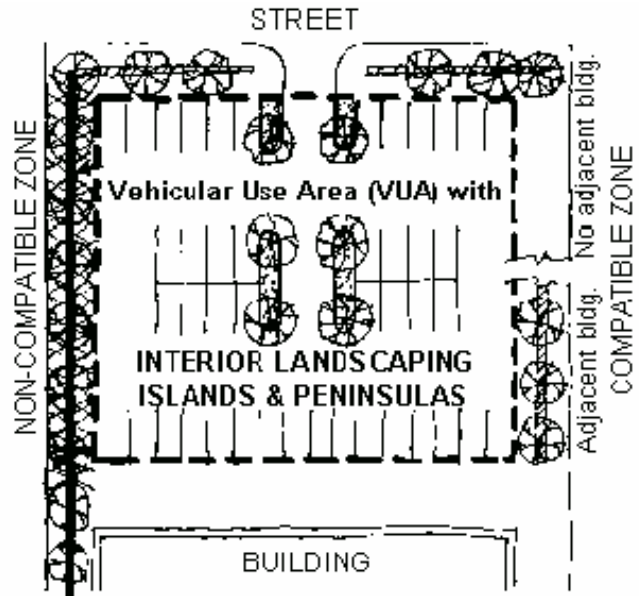 STREET
NON-COMPATIBLE ZONE
Vehicular Use Area (VUA) with
INTERIOR LANDSCAPING
ISLANDS & PENINSULAS
No adjacent bldg.
Adjacent bldg.
COMPATIBLE ZONE
BUILDING